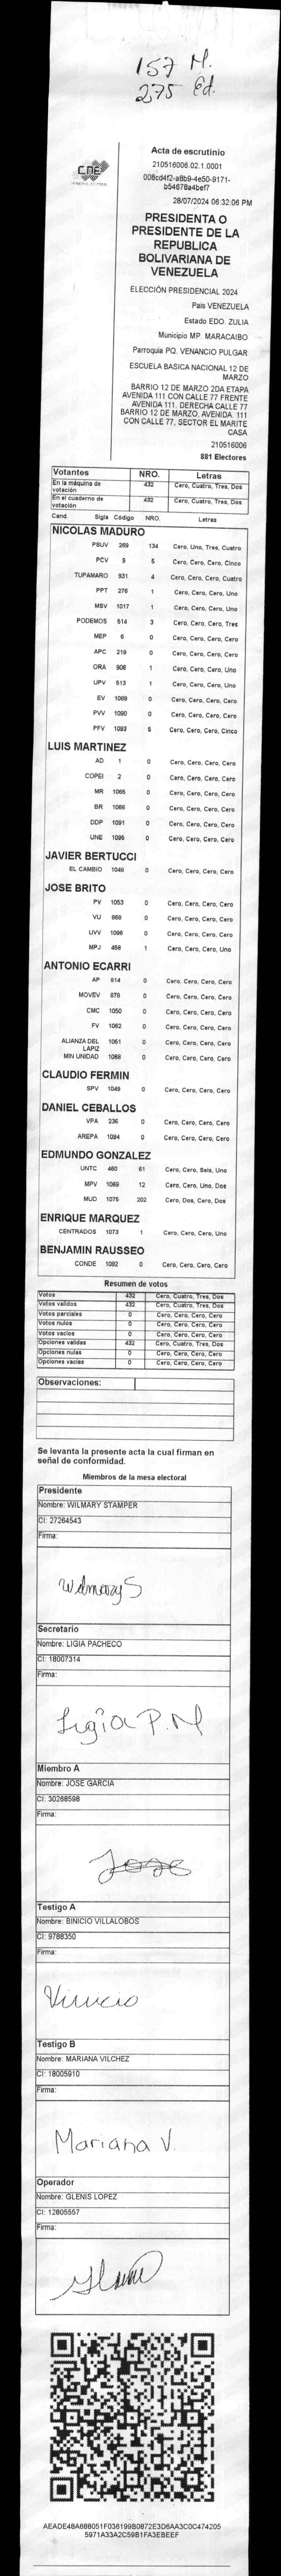 157 M.
275 Ed.
CNE
Acta de escrutinio
210516006.02.1.0001
008cd4f2-a8b9-4e50-9171-
b54678a4bef7
28/07/2024 06:32:06 PM
PRESIDENTA O
PRESIDENTE DE LA
REPUBLICA
BOLIVARIANA DE
VENEZUELA
ELECCIÓN PRESIDENCIAL 2024
País VENEZUELA
Estado EDO. ZULIA
Municipio MP. MARACAIBO
Parroquia PQ. VENANCIO PULGAR
ESCUELA BASICA NACIONAL 12 DE
MARZO
BARRIO 12 DE MARZO 2DA ETAPA
AVENIDA 111 CON CALLE 77 FRENTE
AVENIDA 111. DERECHA CALLE 77
BARRIO 12 DE MARZO, AVENIDA. 111
CON CALLE 77, SECTOR EL MARITE
CASA
210516006
881 Electores
Votantes NRO. Letras
En la máquina de votación 432 Cero, Cuatro, Tres, Dos
En el cuaderno de votación 432 Cero, Cuatro, Tres, Dos
Cand. Sigla Código NRO. Letras
NICOLAS MADURO
PSUV 269 134 Cero, Uno, Tres, Cuatro
PCV 9 5 Cero, Cero, Cero, Cinco
TUPAMARO 931 4 Cero, Cero, Cero, Cuatro
PPT 276 1 Cero, Cero, Cero, Uno
MSV 1017 1 Cero, Cero, Cero, Uno
PODEMOS 514 3 Cero, Cero, Cero, Tres
MEP 6 0 Cero, Cero, Cero, Cero
APC 219 0 Cero, Cero, Cero, Cero
ORA 906 1 Cero, Cero, Cero, Uno
UPV 513 1 Cero, Cero, Cero, Uno
EV 1089 0 Cero, Cero, Cero, Cero
PVV 1090 0 Cero, Cero, Cero, Cero
PFV 1093 5 Cero, Cero, Cero, Cinco
LUIS MARTINEZ
AD 1 0 Cero, Cero, Cero, Cero
COPEI 2 0 Cero, Cero, Cero, Cero
MR 1065 0 Cero, Cero, Cero, Cero
BR 1066 0 Cero, Cero, Cero, Cero
DDP 1091 0 Cero, Cero, Cero, Cero
UNE 1095 0 Cero, Cero, Cero, Cero
JAVIER BERTUCCI
EL CAMBIO 1048 0 Cero, Cero, Cero, Cero
JOSE BRITO
PV 1053 0 Cero, Cero, Cero, Cero
VU 868 0 Cero, Cero, Cero, Cero
UVV 1096 0 Cero, Cero, Cero, Cero
MPJ 458 1 Cero, Cero, Cero, Uno
ANTONIO ECARRI
AP 814 0 Cero, Cero, Cero, Cero
MOVEV 878 0 Cero, Cero, Cero, Cero
CMC 1050 0 Cero, Cero, Cero, Cero
FV 1062 0 Cero, Cero, Cero, Cero
ALIANZA DEL LAPIZ 1051 0 Cero, Cero, Cero, Cero
MIN UNIDAD 1068 0 Cero, Cero, Cero, Cero
CLAUDIO FERMIN
SPV 1049 0 Cero, Cero, Cero, Cero
DANIEL CEBALLOS
VPA 236 0 Cero, Cero, Cero, Cero
AREPA 1094 0 Cero, Cero, Cero, Cero
EDMUNDO GONZALEZ
UNTC 460 61 Cero, Cero, Seis, Uno
MPV 1069 12 Cero, Cero, Uno, Dos
MUD 1075 202 Cero, Dos, Cero, Dos
ENRIQUE MARQUEZ
CENTRADOS 1073 1 Cero, Cero, Cero, Uno
BENJAMIN RAUSSEO
CONDE 1092 0 Cero, Cero, Cero, Cero
Resumen de votos
Votos 432 Cero, Cuatro, Tres, Dos
Votos validos 432 Cero, Cuatro, Tres, Dos
Votos parciales 0 Cero, Cero, Cero, Cero
Votos nulos 0 Cero, Cero, Cero, Cero
Votos vacios 0 Cero, Cero, Cero, Cero
Opciones validas 432 Cero, Cuatro, Tres, Dos
Opciones nulas 0 Cero, Cero, Cero, Cero
Opciones vacias 0 Cero, Cero, Cero, Cero
Observaciones:
Se levanta la presente acta la cual firman en
señal de conformidad.
Miembros de la mesa electoral
Presidente
Nombre: WILMARY STAMPER
CI: 27264543
Firma:
Wilmary S
Secretario
Nombre: LIGIA PACHECO
CI: 18007314
Firma:
Ligia P. N
Miembro A
Nombre: JOSE GARCIA
CI: 30268598
Firma:
Jose
Testigo A
Nombre: BINICIO VILLALOBOS
CI: 9788350
Firma:
Vinicio
Testigo B
Nombre: MARIANA VILCHEZ
CI: 18005910
Firma:
Mariana V.
Operador
Nombre: GLENIS LOPEZ
CI: 12805557
Firma:
AEADE48A688051F036199B0872E3D6AA3C0C474205
5971A33A2C59B1FA3EBEEF